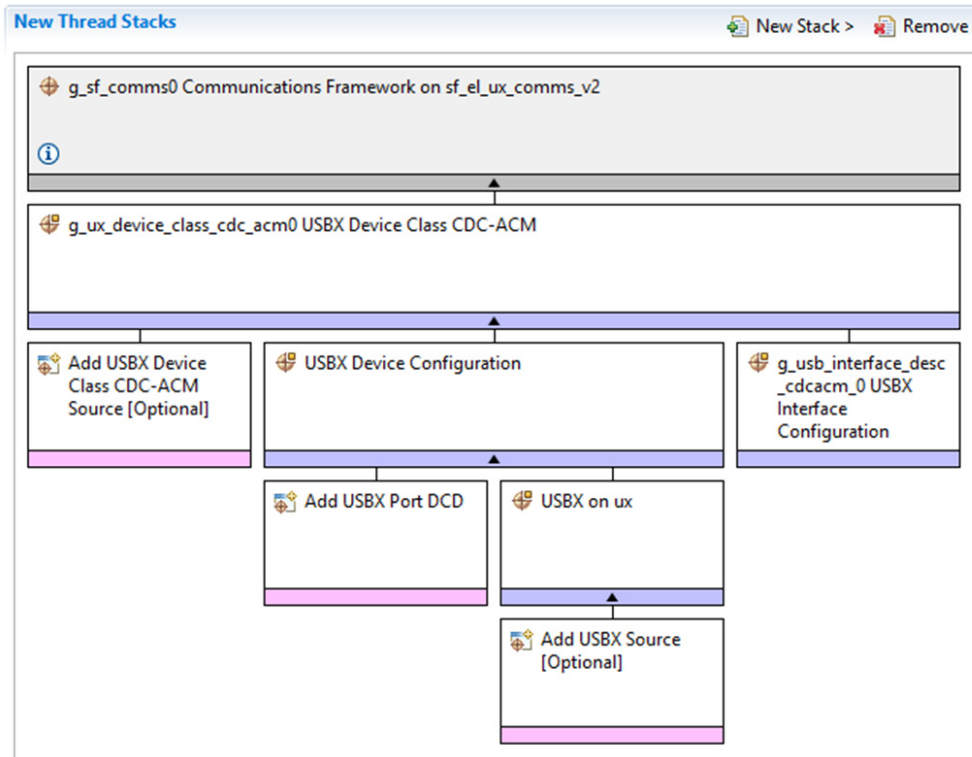 New Thread Stacks
New Stack > Remove
g_sf_comms0 Communications Framework on sf_el_ux_comms_v2
g_ux_device_class_cdc_acm0 USBX Device Class CDC-ACM
Add USBX Device
Class CDC-ACM
Source [Optional]
USBX Device Configuration
g_usb_interface_desc
_cdcacm_0 USBX
Interface
Configuration
Add USBX Port DCD
USBX on ux
Add USBX Source
[Optional]